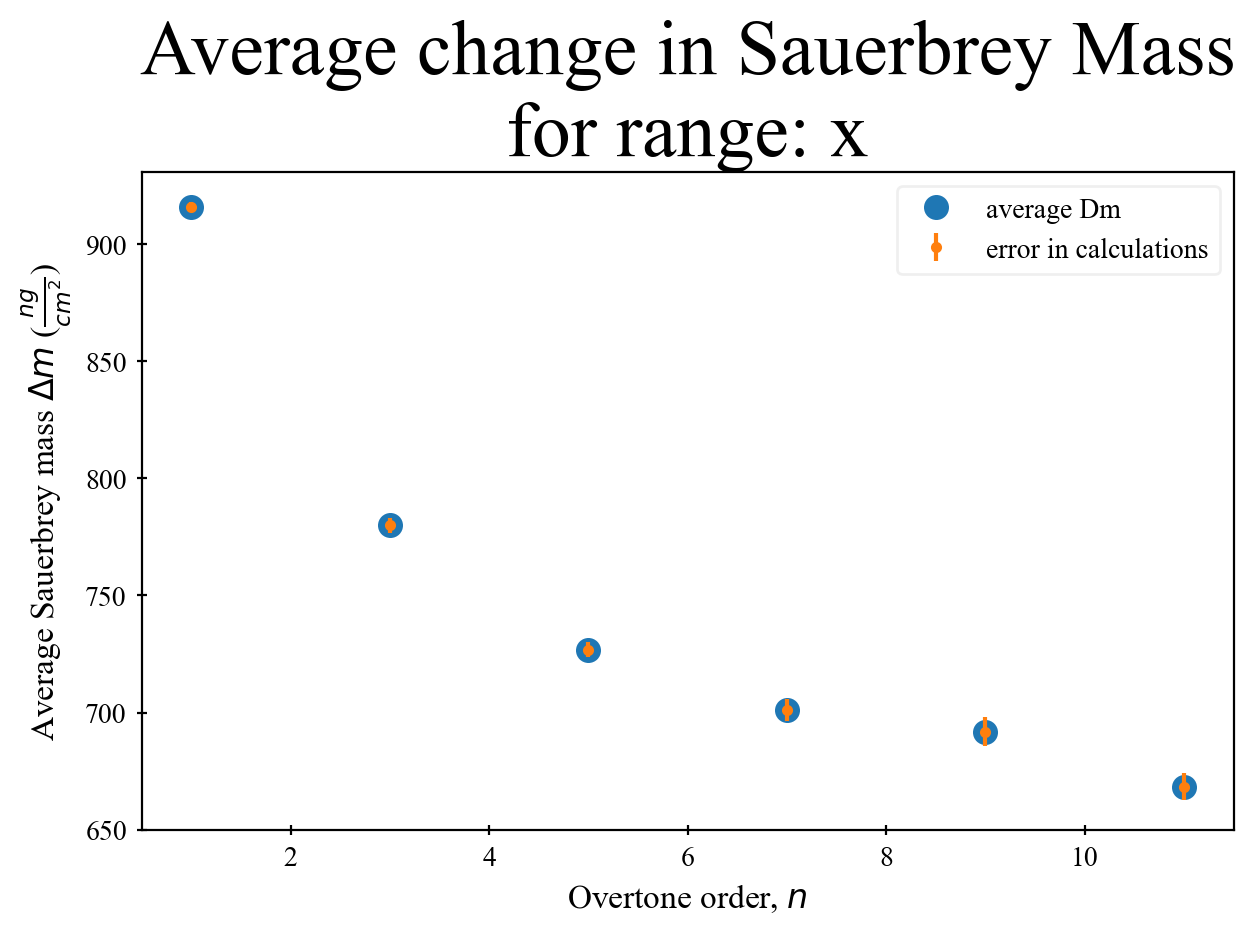 Average change in Sauerbrey Mass
for range: x
average Dm
error in calculations
Average Sauerbrey mass Δm (ng/cm²)
900
850
800
750
700
650
2 4 6 8 10
Overtone order, n